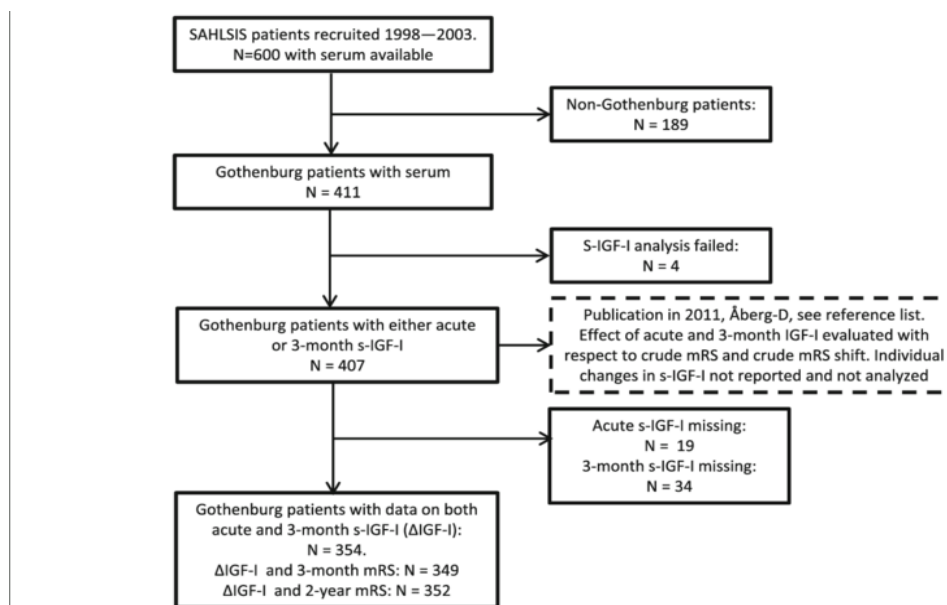 SAHLSIS patients recruited 1998—2003.
N=600 with serum available
Non-Gothenburg patients:
N = 189
Gothenburg patients with serum
N = 411
S-IGF-I analysis failed:
N = 4
Gothenburg patients with either acute
or 3-month s-IGF-I
N = 407
Publication in 2011, Åberg-D, see reference list.
Effect of acute and 3-month IGF-I evaluated with
respect to crude mRS and crude mRS shift. Individual
changes in s-IGF-I not reported and not analyzed
Acute s-IGF-I missing:
N = 19
3-month s-IGF-I missing:
N = 34
Gothenburg patients with data on both
acute and 3-month s-IGF-I (ΔIGF-I):
N = 354.
ΔIGF-I and 3-month mRS: N = 349
ΔIGF-I and 2-year mRS: N = 352